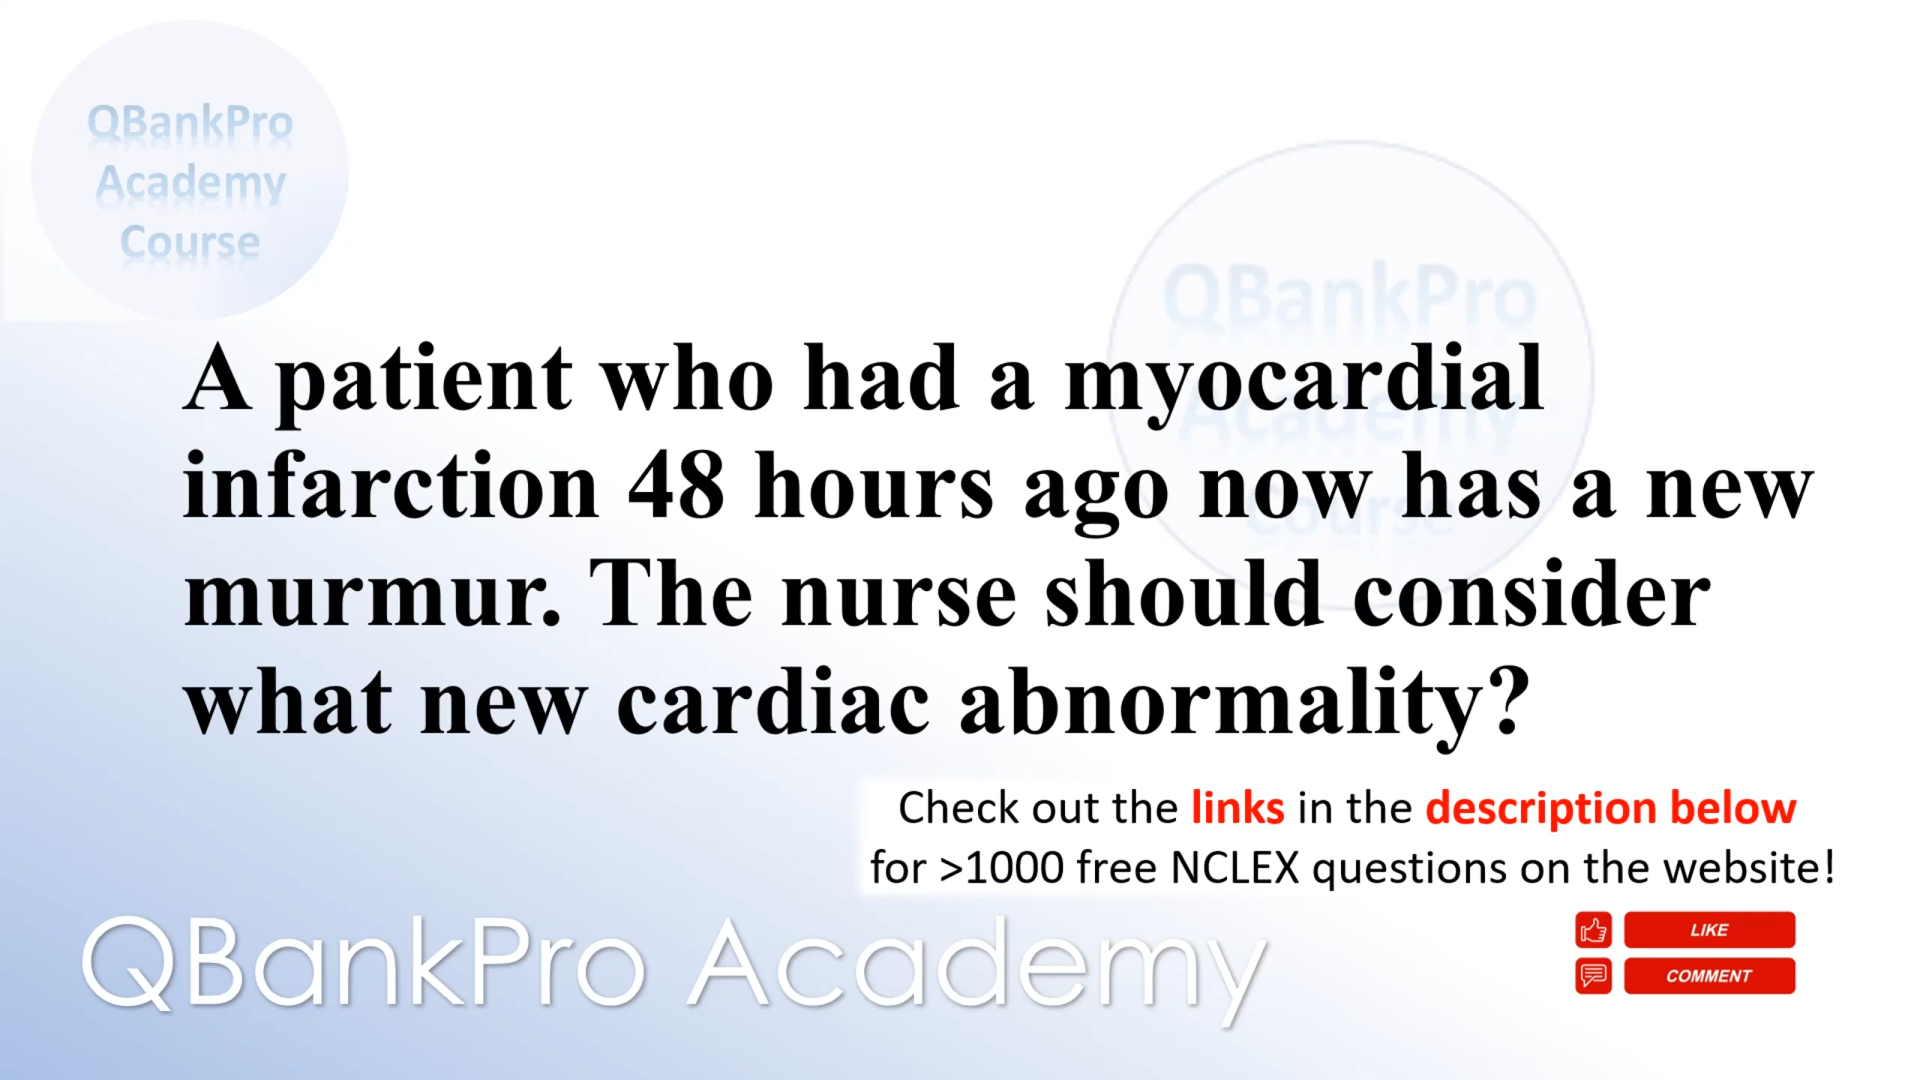 QBankPro
Academy
Course
QBankPro
Academy
Course
A patient who had a myocardial
infarction 48 hours ago now has a new
murmur. The nurse should consider
what new cardiac abnormality?
Check out the links in the description below
for >1000 free NCLEX questions on the website!
QBankPro Academy
LIKE
COMMENT